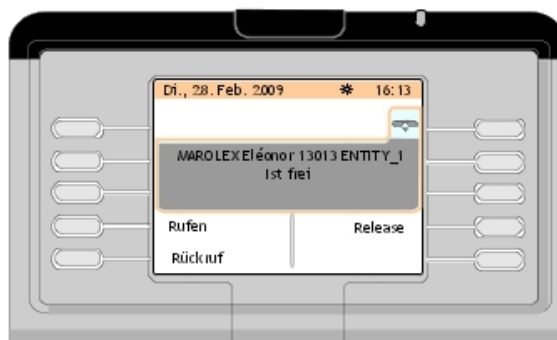 Di., 28. Feb. 2009 16:13
MAROLEX Eléonor 13013 ENTITY_1
Ist frei
Rufen Release
Rückruf